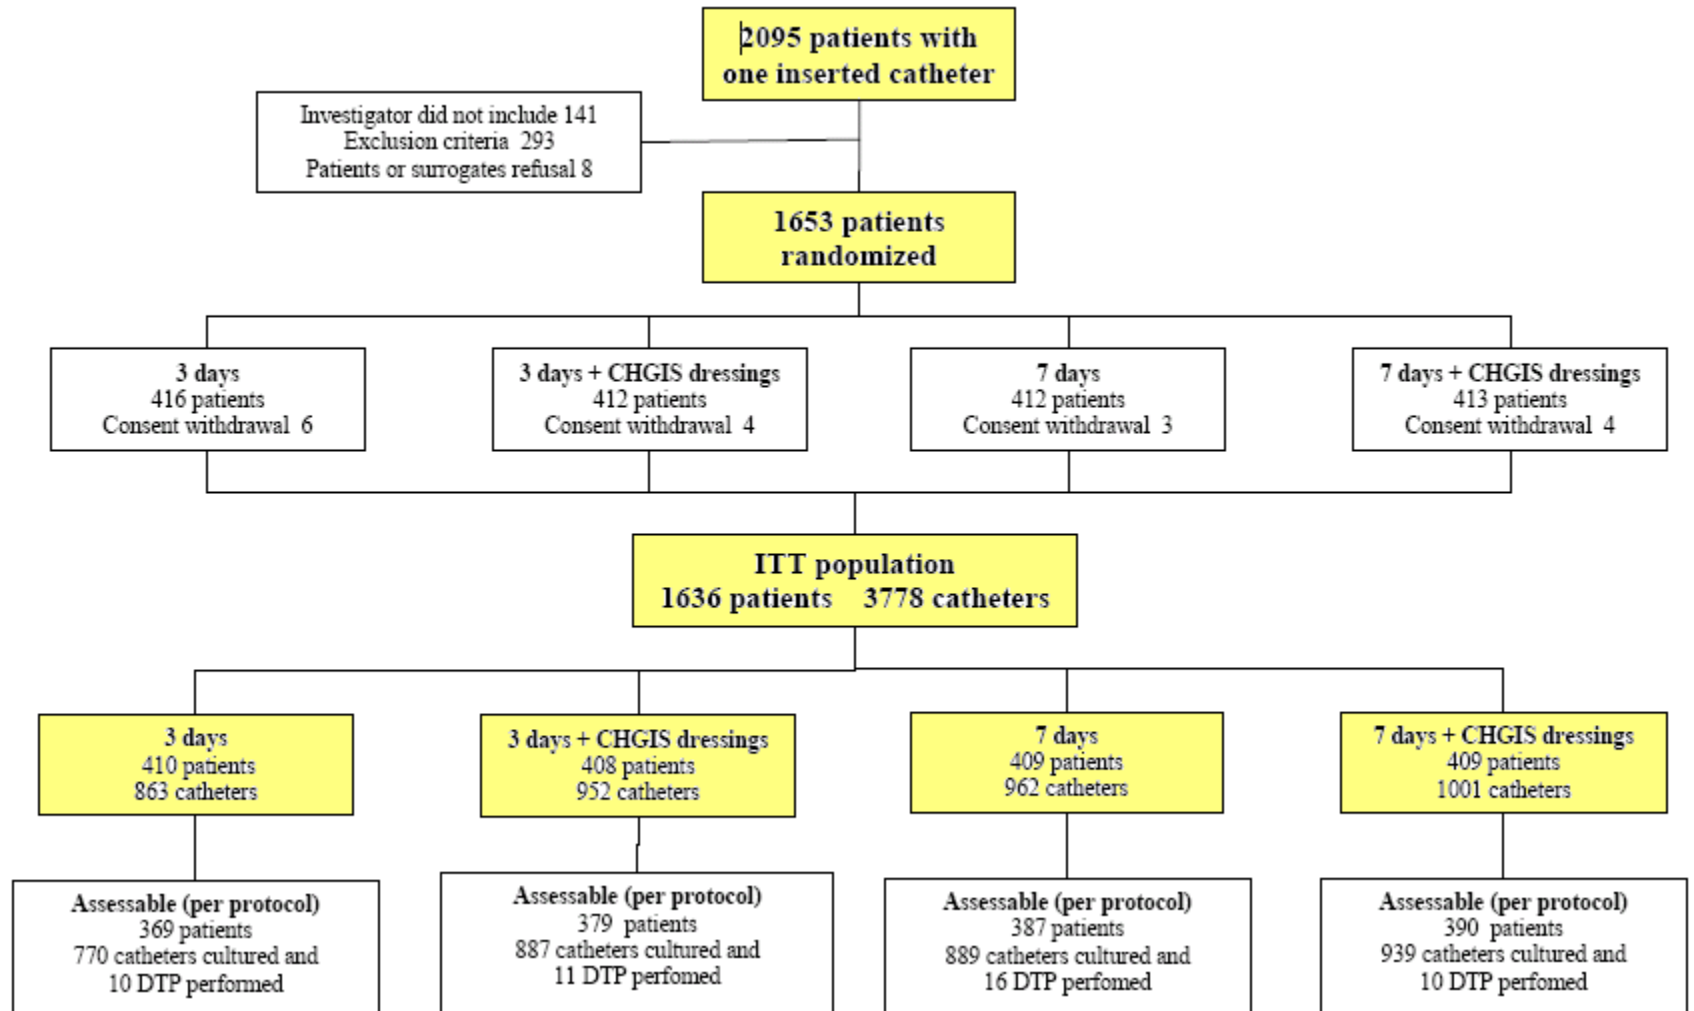 2095 patients with
one inserted catheter
Investigator did not include 141
Exclusion criteria 293
Patients or surrogates refusal 8
1653 patients
randomized
3 days
416 patients
Consent withdrawal 6
3 days + CHGIS dressings
412 patients
Consent withdrawal 4
7 days
412 patients
Consent withdrawal 3
7 days + CHGIS dressings
413 patients
Consent withdrawal 4
ITT population
1636 patients 3778 catheters
3 days
410 patients
863 catheters
3 days + CHGIS dressings
408 patients
952 catheters
7 days
409 patients
962 catheters
7 days + CHGIS dressings
409 patients
1001 catheters
Assessable (per protocol)
369 patients
770 catheters cultured and
10 DTP performed
Assessable (per protocol)
379 patients
887 catheters cultured and
11 DTP perfomed
Assessable (per protocol)
387 patients
889 catheters cultured and
16 DTP perfomed
Assessable (per protocol)
390 patients
939 catheters cultured and
10 DTP perfomed